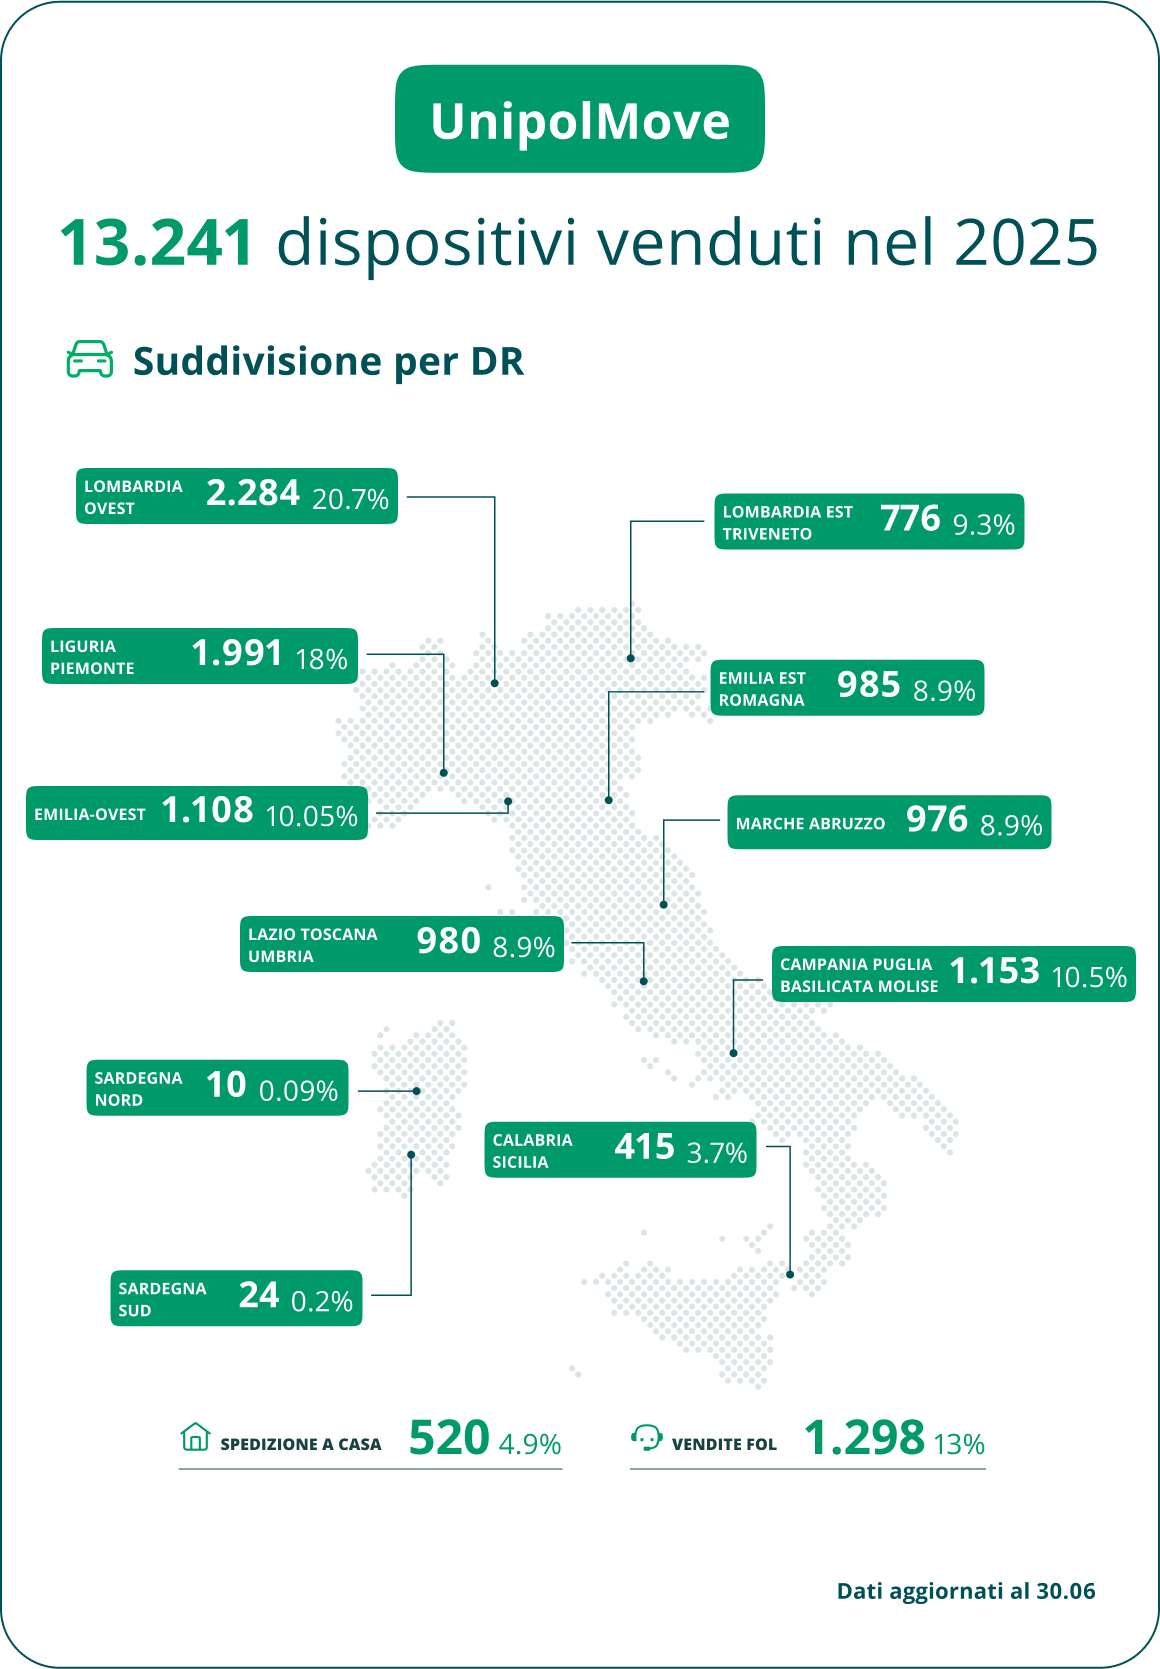 UnipolMove
13.241 dispositivi venduti nel 2025
Suddivisione per DR
LOMBARDIA
OVEST
2.284 20.7%
LOMBARDIA EST
TRIVENETO
776 9.3%
LIGURIA
PIEMONTE
1.991 18%
EMILIA EST
ROMAGNA
985 8.9%
EMILIA-OVEST 1.108 10.05%
MARCHE ABRUZZO 976 8.9%
LAZIO TOSCANA
UMBRIA
980 8.9%
CAMPANIA PUGLIA
BASILICATA MOLISE
1.153 10.5%
SARDEGNA
NORD
10 0.09%
CALABRIA
SICILIA
415 3.7%
SARDEGNA
SUD
24 0.2%
SPEDIZIONE A CASA 520 4.9%
VENDITE FOL 1.298 13%
Dati aggiornati al 30.06